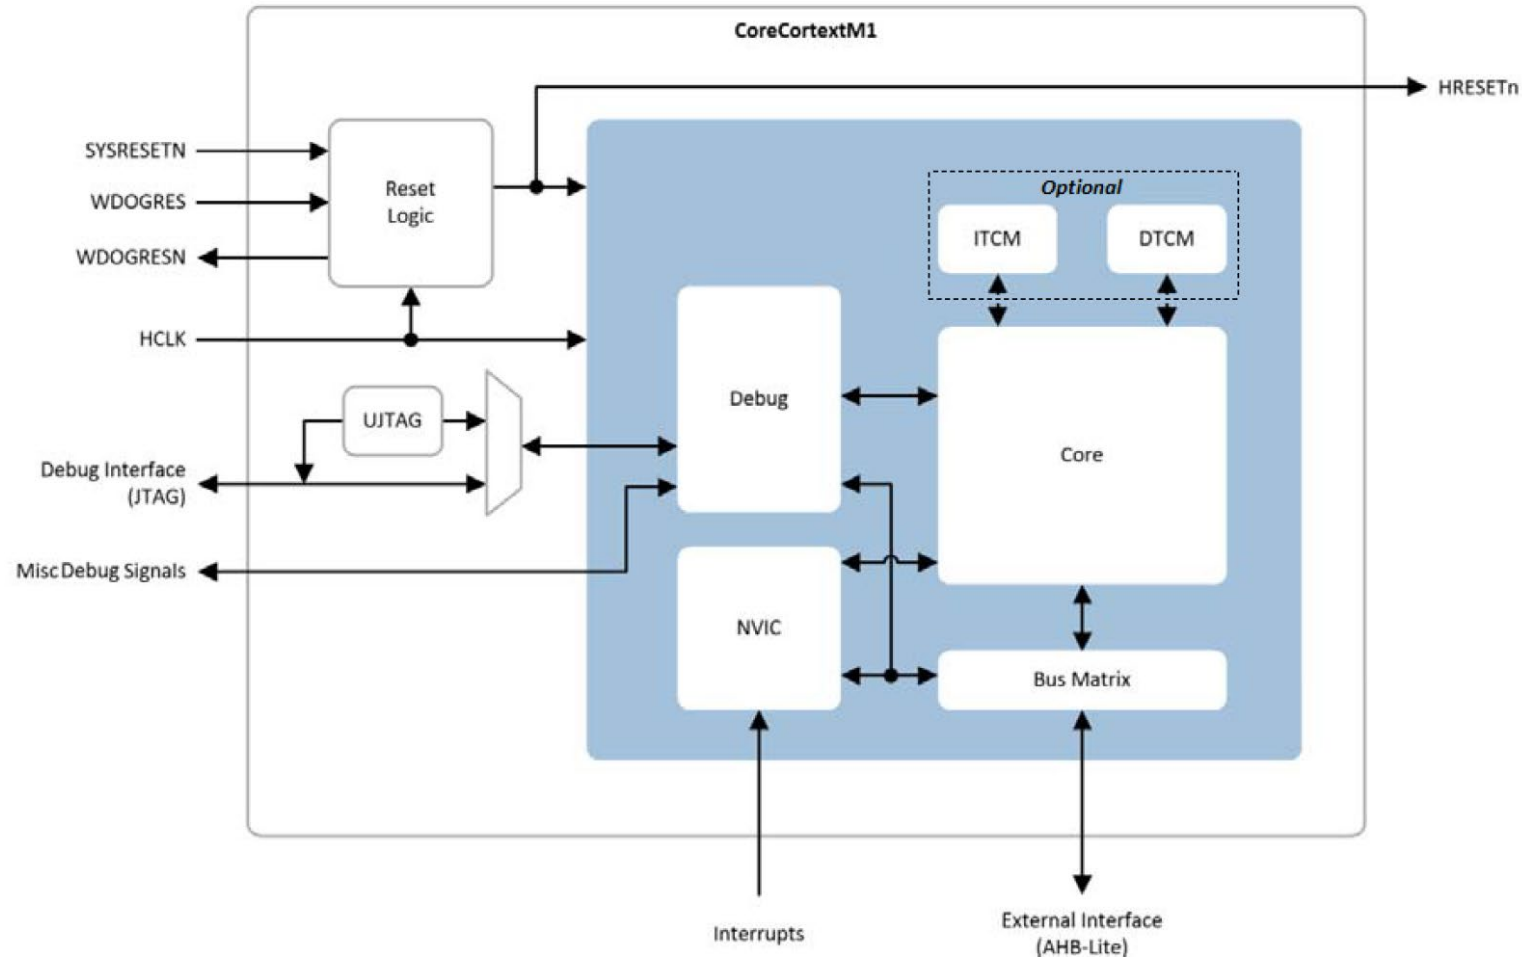 CoreCortextM1
HRESETn
SYSRESETN
Reset
Logic
WDOGRES
WDOGRESN
Optional
ITCM
DTCM
HCLK
UJTAG
Debug
Core
Debug Interface
(JTAG)
Misc Debug Signals
NVIC
Bus Matrix
Interrupts
External Interface
(AHB-Lite)